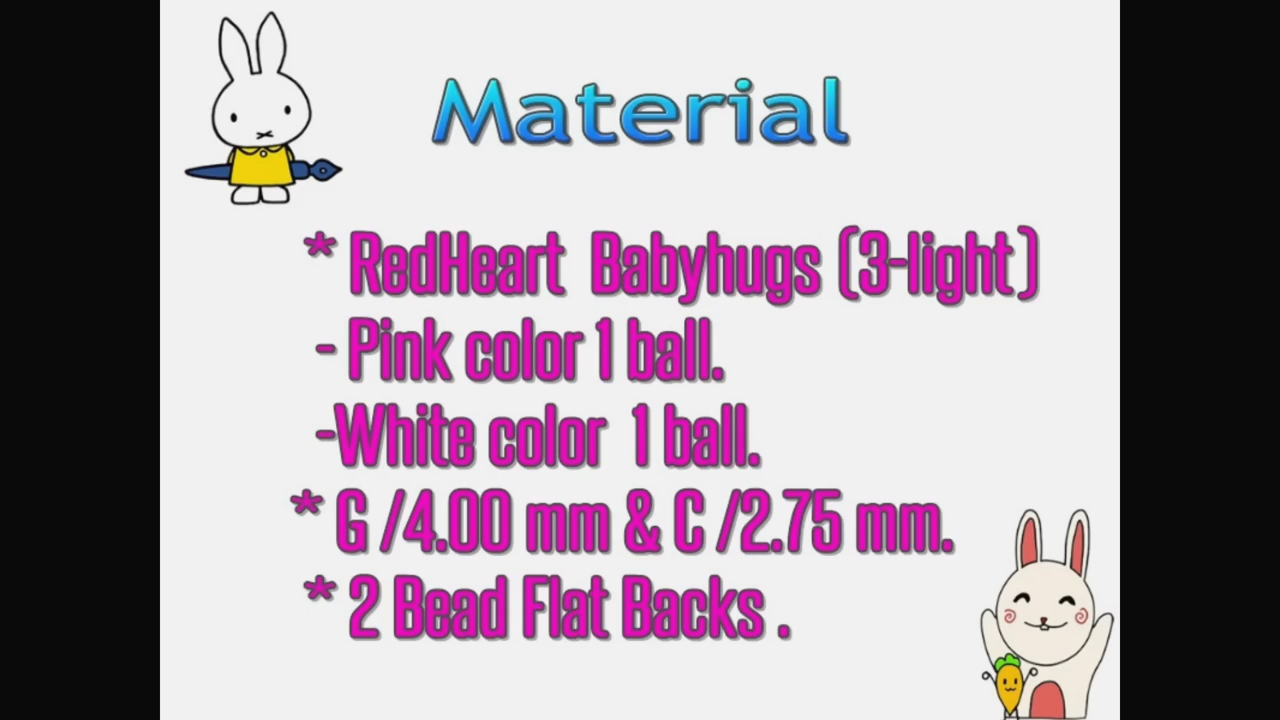 Material
* RedHeart Babyhugs (3-light)
- Pink color 1 ball.
-White color 1 ball.
* G /4.00 mm & C /2.75 mm.
* 2 Bead Flat Backs .